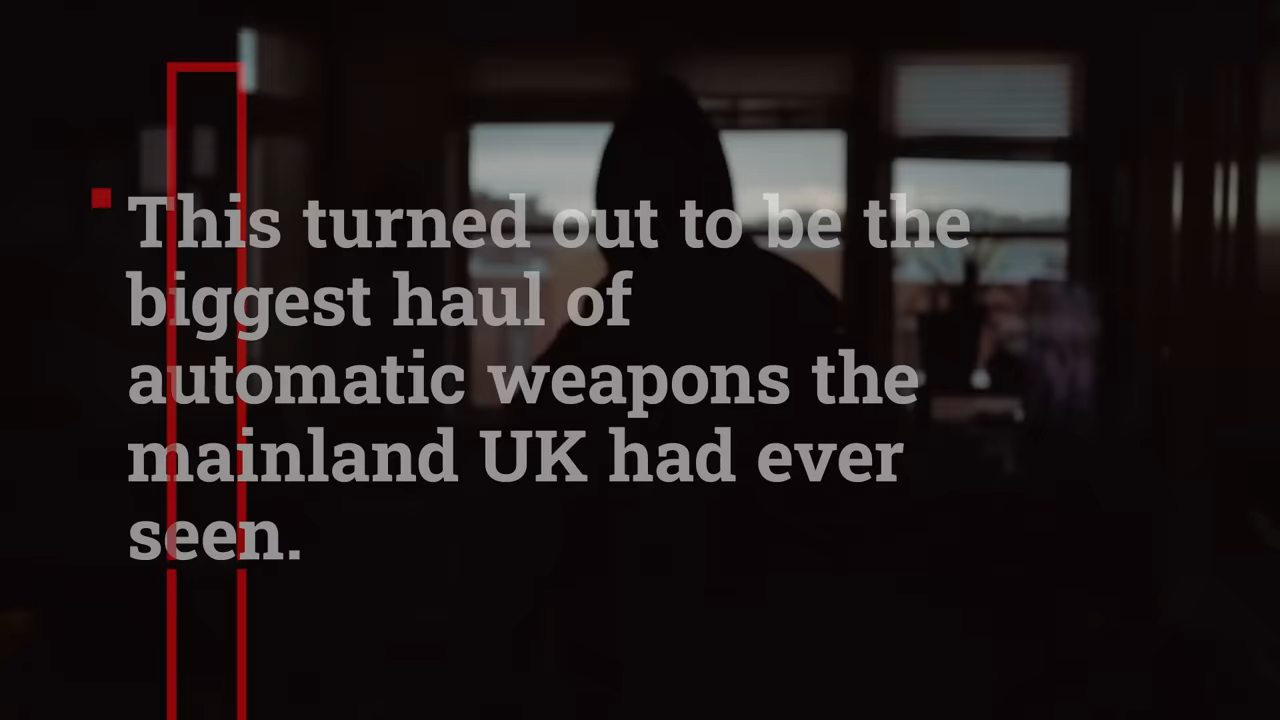 This turned out to be the
biggest haul of
automatic weapons the
mainland UK had ever
seen.